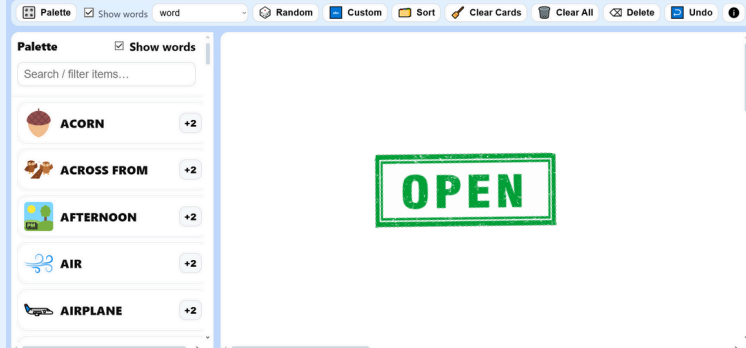 Palette
Show words
word
Random
Custom
Sort
Clear Cards
Clear All
Delete
Undo
Palette
Show words
Search / filter items…
ACORN +2
ACROSS FROM +2
PM
AFTERNOON +2
AIR +2
AIRPLANE +2
OPEN